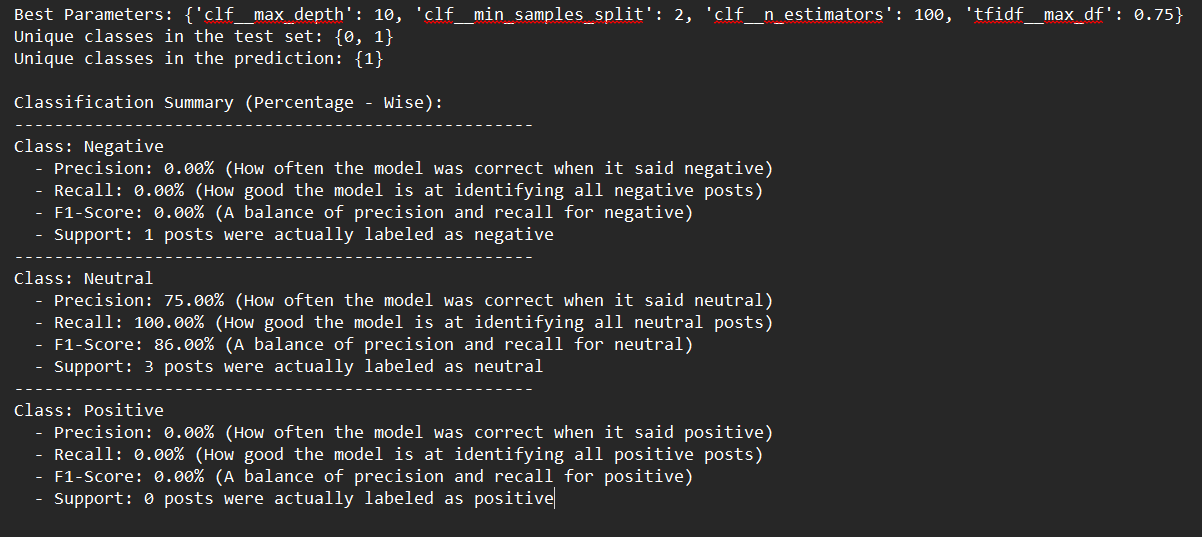 Best Parameters: {'clf__max_depth': 10, 'clf__min_samples_split': 2, 'clf__n_estimators': 100, 'tfidf__max_df': 0.75}
Unique classes in the test set: {0, 1}
Unique classes in the prediction: {1}
Classification Summary (Percentage - Wise):
----------------------------------------------------
Class: Negative
- Precision: 0.00% (How often the model was correct when it said negative)
- Recall: 0.00% (How good the model is at identifying all negative posts)
- F1-Score: 0.00% (A balance of precision and recall for negative)
- Support: 1 posts were actually labeled as negative
----------------------------------------------------
Class: Neutral
- Precision: 75.00% (How often the model was correct when it said neutral)
- Recall: 100.00% (How good the model is at identifying all neutral posts)
- F1-Score: 86.00% (A balance of precision and recall for neutral)
- Support: 3 posts were actually labeled as neutral
----------------------------------------------------
Class: Positive
- Precision: 0.00% (How often the model was correct when it said positive)
- Recall: 0.00% (How good the model is at identifying all positive posts)
- F1-Score: 0.00% (A balance of precision and recall for positive)
- Support: 0 posts were actually labeled as positive